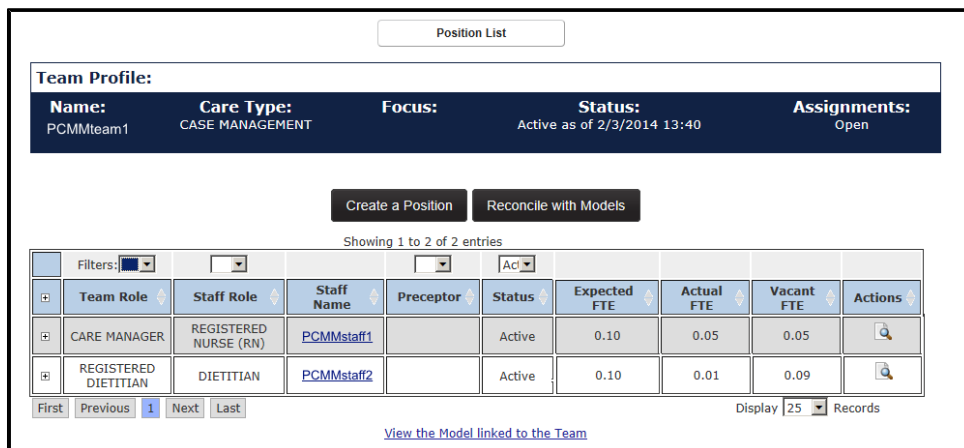 Position List
Team Profile:
Name: Care Type: Focus: Status: Assignments:
PCMMteam1 CASE MANAGEMENT Active as of 2/3/2014 13:40 Open
Create a Position Reconcile with Models
Showing 1 to 2 of 2 entries
Filters: Act
Team Role Staff Role Staff Name Preceptor Status Expected FTE Actual FTE Vacant FTE Actions
CARE MANAGER REGISTERED NURSE (RN) PCMMstaff1 Active 0.10 0.05 0.05
REGISTERED DIETITIAN DIETITIAN PCMMstaff2 Active 0.10 0.01 0.09
First Previous 1 Next Last Display 25 Records
View the Model linked to the Team